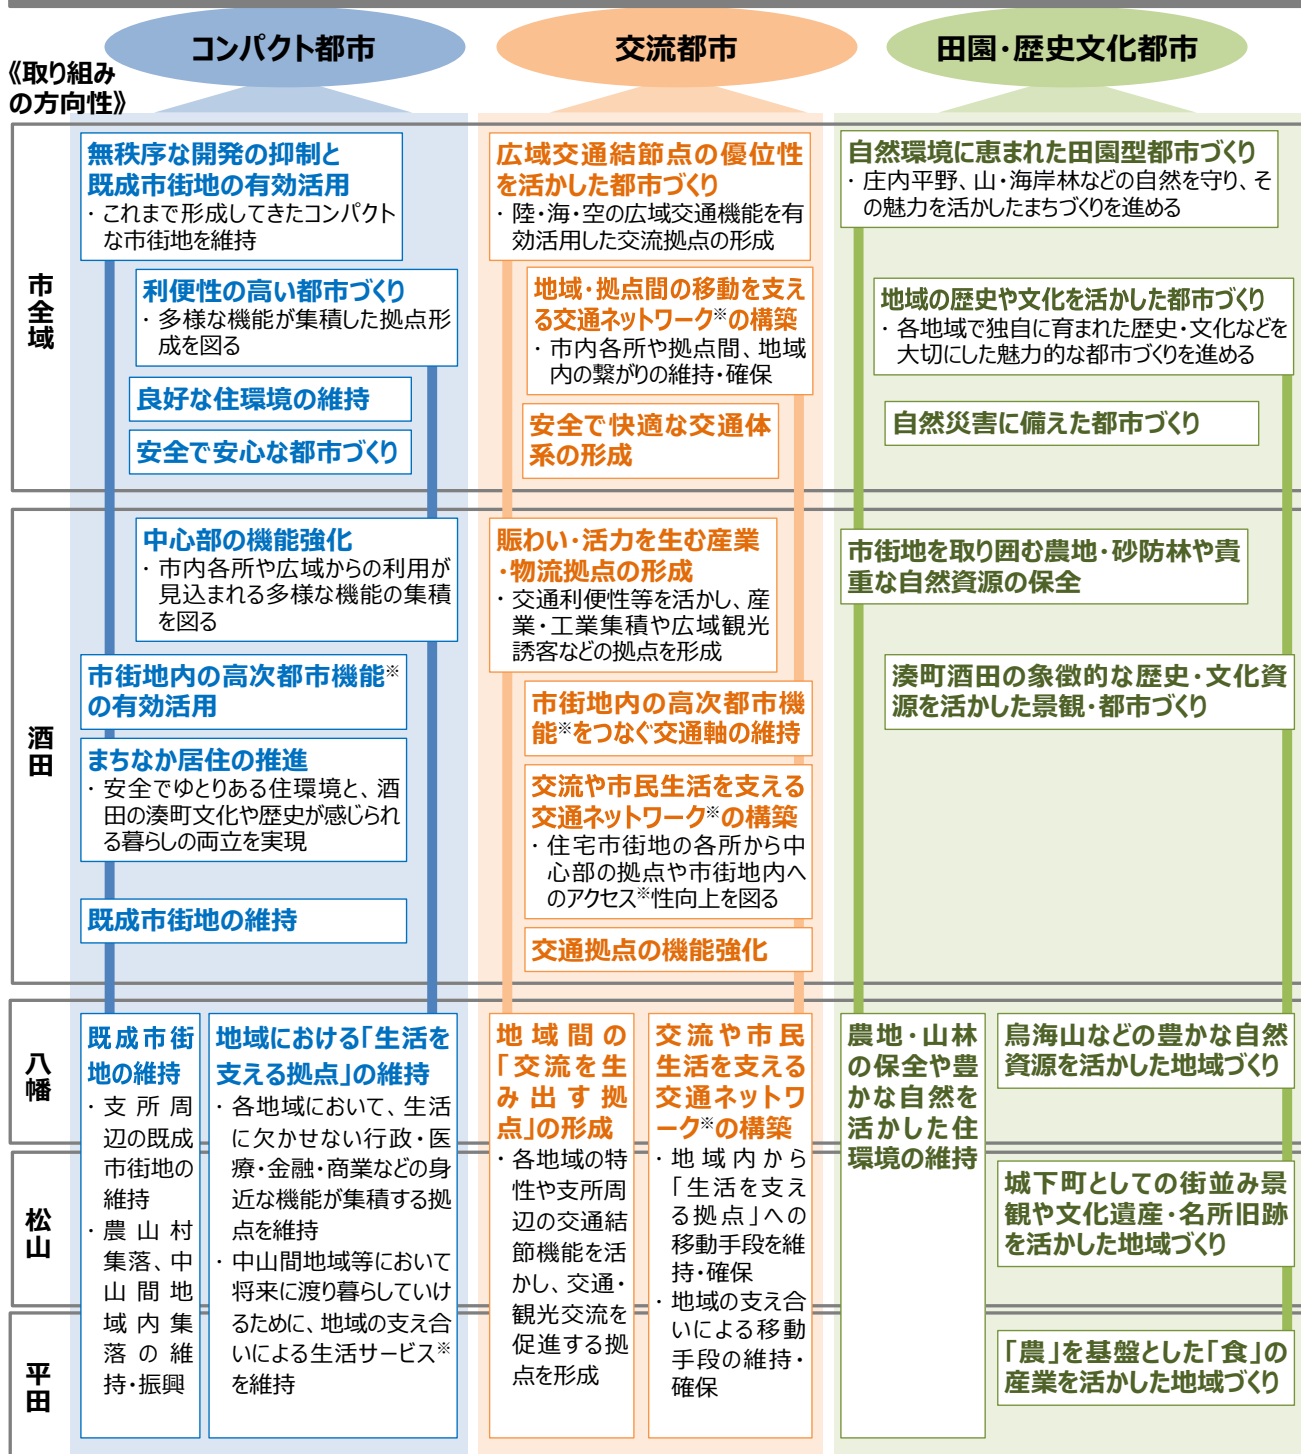 コンパクト都市
交流都市
田園・歴史文化都市
《取り組み
の方向性》
市全域
無秩序な開発の抑制と
既成市街地の有効活用
・これまで形成してきたコンパクト
な市街地を維持
利便性の高い都市づくり
・多様な機能が集積した拠点形
成を図る
良好な住環境の維持
安全で安心な都市づくり
広域交通結節点の優位性
を活かした都市づくり
・陸・海・空の広域交通機能を有
効活用した交流拠点の形成
地域・拠点間の移動を支え
る交通ネットワーク※の構築
・市内各所や拠点間、地域
内の繋がりの維持・確保
安全で快適な交通体
系の形成
自然環境に恵まれた田園型都市づくり
・庄内平野、山・海岸林などの自然を守り、そ
の魅力を活かしたまちづくりを進める
地域の歴史や文化を活かした都市づくり
・各地域で独自に育まれた歴史・文化などを
大切にした魅力的な都市づくりを進める
自然災害に備えた都市づくり
酒田
中心部の機能強化
・市内各所や広域からの利用が
見込まれる多様な機能の集積
を図る
市街地内の高次都市機能※
の有効活用
まちなか居住の推進
・安全でゆとりある住環境と、酒
田の湊町文化や歴史が感じられ
る暮らしの両立を実現
既成市街地の維持
賑わい・活力を生む産業
・物流拠点の形成
・交通利便性等を活かし、産
業・工業集積や広域観光
誘客などの拠点を形成
市街地内の高次都市機
能※をつなぐ交通軸の維持
交流や市民生活を支える
交通ネットワーク※の構築
・住宅市街地の各所から中
心部の拠点や市街地内へ
のアクセス※性向上を図る
交通拠点の機能強化
市街地を取り囲む農地・砂防林や貴
重な自然資源の保全
湊町酒田の象徴的な歴史・文化資
源を活かした景観・都市づくり
八幡
松山
平田
既成市街
地の維持
・支所周
辺の既成
市街地の
維持
・農山村
集落、中
山間地
域内集
落の維
持・振興
地域における「生活を
支える拠点」の維持
・各地域において、生活
に欠かせない行政・医
療・金融・商業などの身
近な機能が集積する拠
点を維持
・中山間地域等において
将来に渡り暮らしていけ
るために、地域の支え合
いによる生活サービス※
を維持
地域間の
「交流を生
み出す拠
点」の形成
・各地域の特
性や支所周
辺の交通結
節機能を活
かし、交通・
観光交流を
促進する拠
点を形成
交流や市民
生活を支える
交通ネットワ
ーク※の構築
・地域内から
「生活を支え
る拠点」への
移動手段を維
持・確保
・地域の支え合
いによる移動
手段の維持・
確保
農地・山林
の保全や豊
かな自然を
活かした住
環境の維持
鳥海山などの豊かな自然
資源を活かした地域づくり
城下町としての街並み景
観や文化遺産・名所旧跡
を活かした地域づくり
「農」を基盤とした「食」の
産業を活かした地域づくり